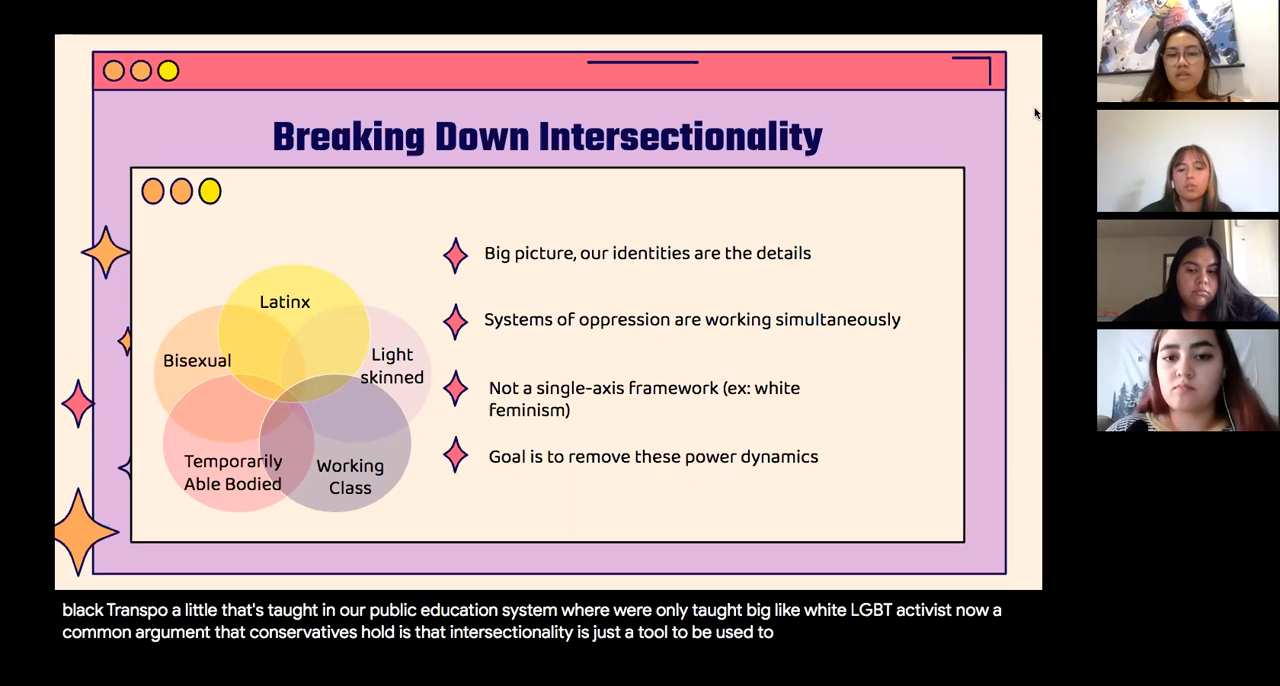 Breaking Down Intersectionality
Latinx
Bisexual
Light
skinned
Temporarily
Able Bodied
Working
Class
Big picture, our identities are the details
Systems of oppression are working simultaneously
Not a single-axis framework (ex: white
feminism)
Goal is to remove these power dynamics
black Transpo a little that's taught in our public education system where were only taught big like white LGBT activist now a
common argument that conservatives hold is that intersectionality is just a tool to be used to